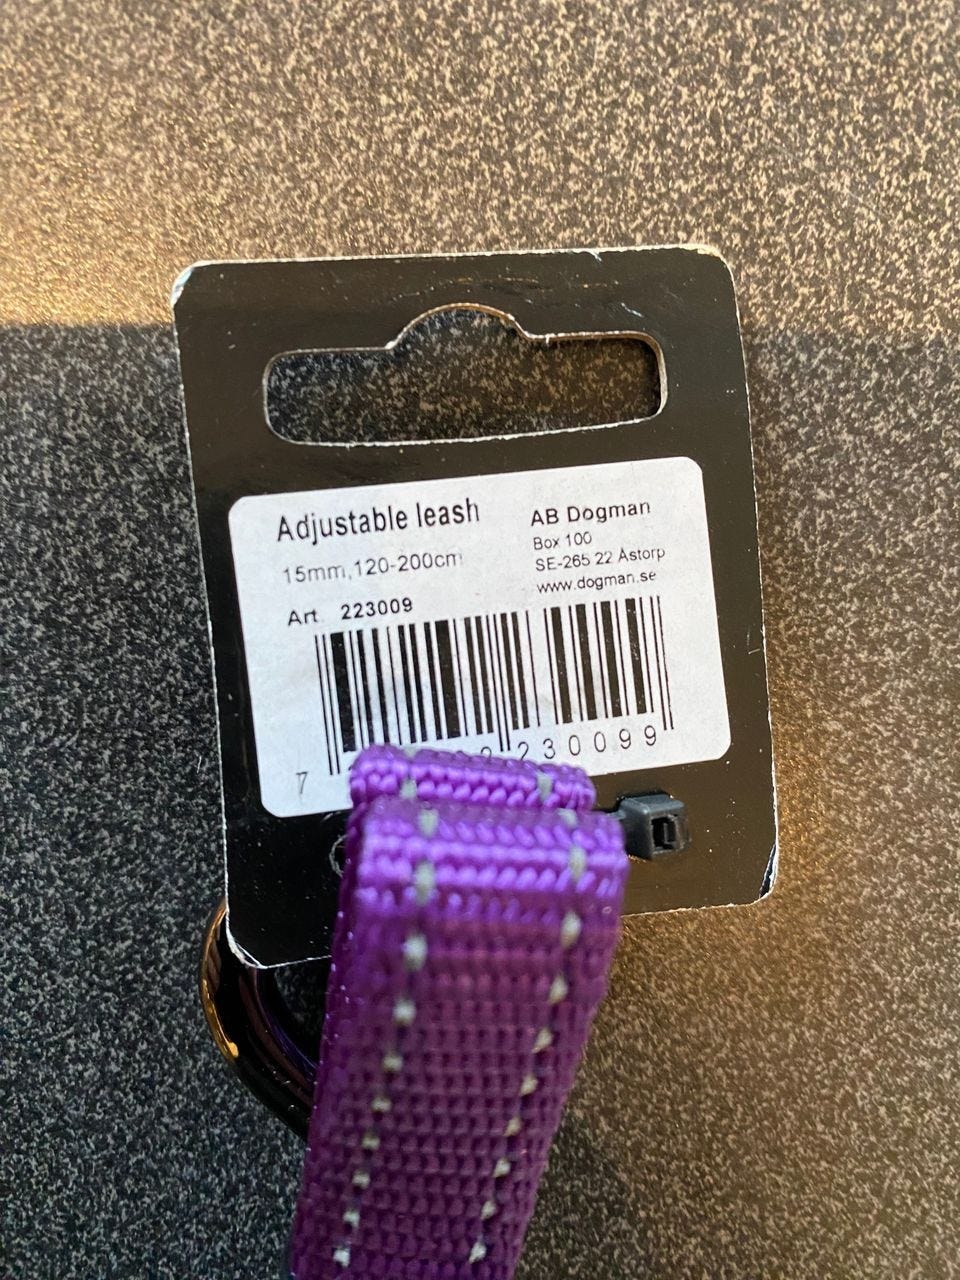 Adjustable leash
15mm,120-200cm
Art. 223009
AB Dogman
Box 100
SE-265 22 Åstorp
www.dogman.se
7 2 230099